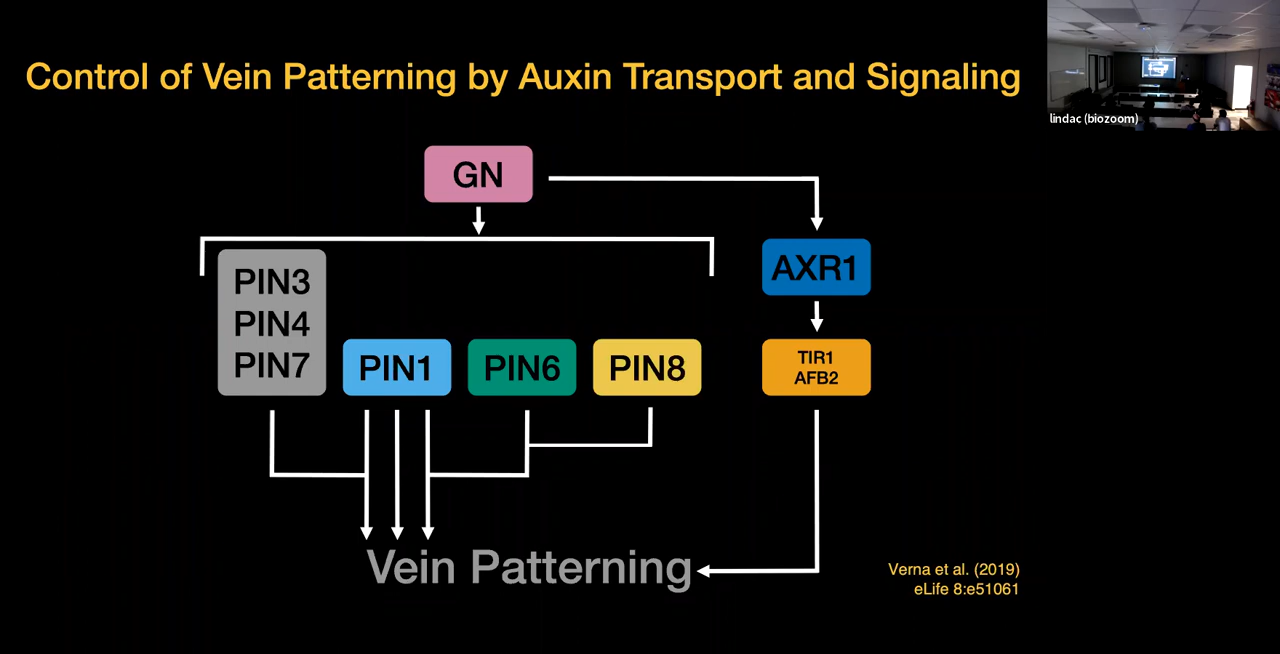 Control of Vein Patterning by Auxin Transport and Signaling
lindac (biozoom)
GN
PIN3
PIN4
PIN7
PIN1
PIN6
PIN8
AXR1
TIR1
AFB2
Vein Patterning
Verna et al. (2019)
eLife 8:e51061